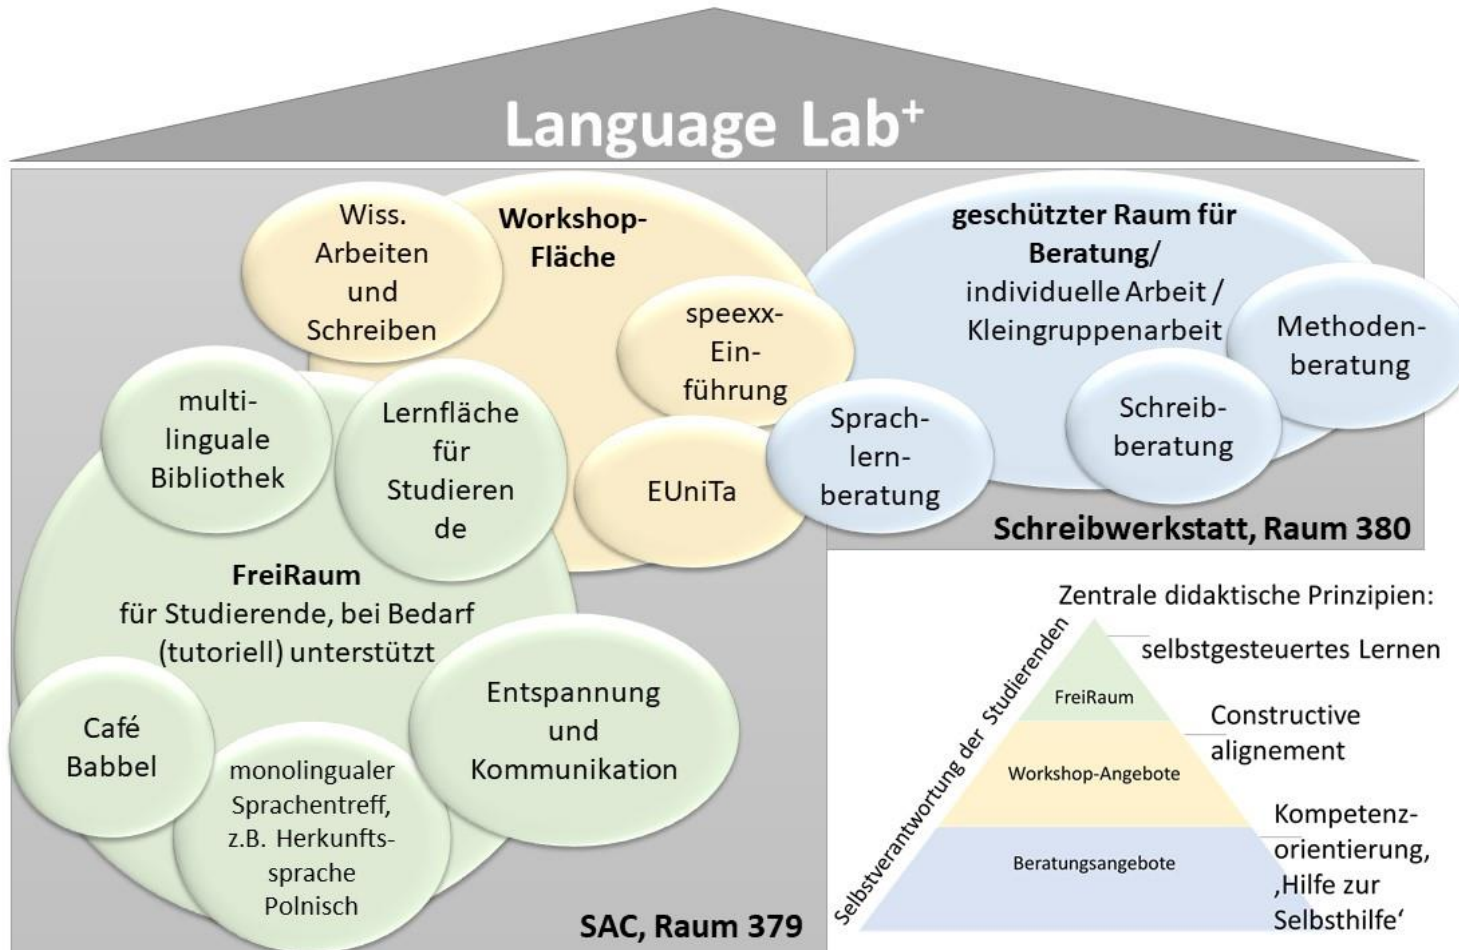 Language Lab⁺
Wiss.
Arbeiten
und
Schreiben
Workshop-
Fläche
speexx-
Ein-
führung
EUniTa
geschützter Raum für
Beratung/
individuelle Arbeit /
Kleingruppenarbeit
Methoden-
beratung
Schreib-
beratung
Sprach-
lern-
beratung
Schreibwerkstatt, Raum 380
multi-
linguale
Bibliothek
Lernfläche
für
Studieren
de
FreiRaum
für Studierende, bei Bedarf
(tutoriell) unterstützt
Café
Babbel
monolingualer
Sprachentreff,
z.B. Herkunfts-
sprache
Polnisch
Entspannung
und
Kommunikation
SAC, Raum 379
Zentrale didaktische Prinzipien:
Selbstverantwortung der Studierenden
selbstgesteuertes Lernen
FreiRaum
Constructive
alignement
Workshop-Angebote
Kompetenz-
orientierung,
‚Hilfe zur
Selbsthilfe‘
Beratungsangebote